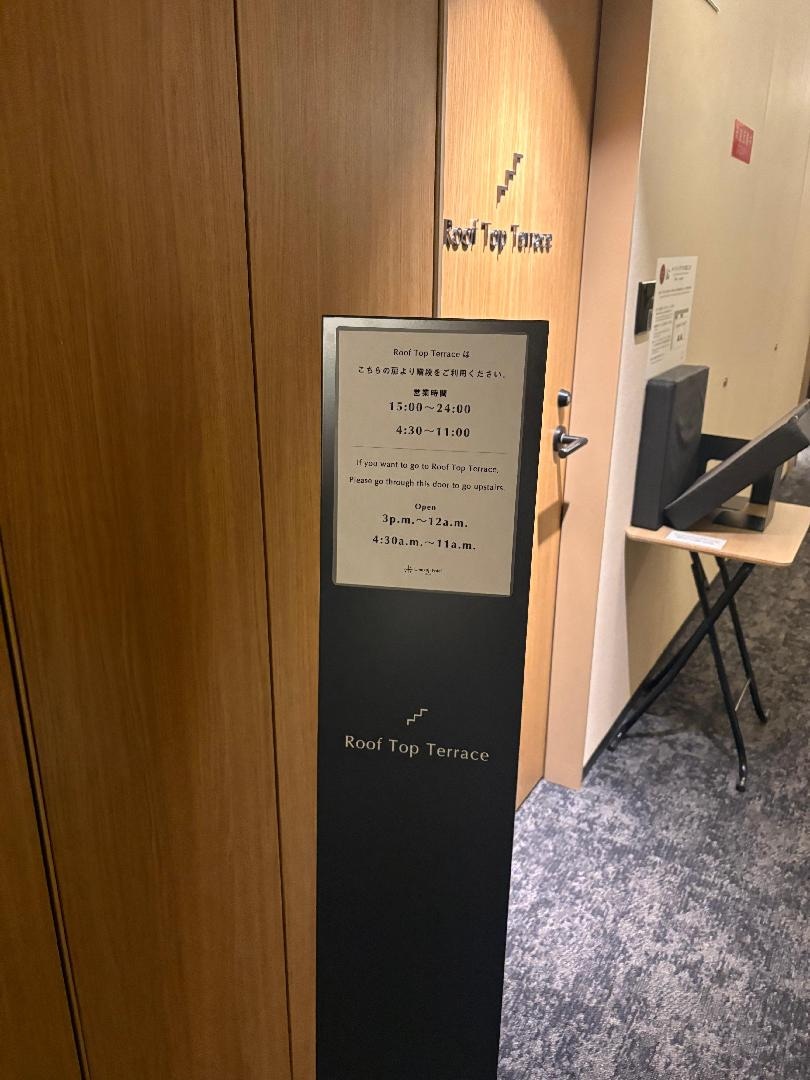 Roof Top Terrace
Roof Top Terrace は
こちらの扉より階段をご利用ください。
営業時間
15:00～24:00
4:30～11:00
If you want to go to Roof Top Terrace,
Please go through this door to go upstairs.
Open
3p.m.～12a.m.
4:30a.m.～11a.m.
Roof Top Terrace